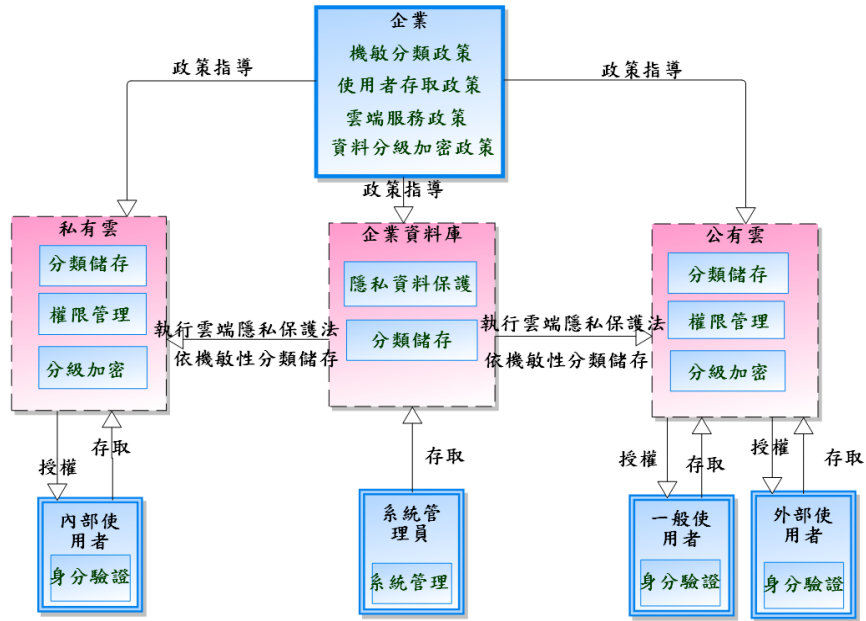 企業
機敏分類政策
使用者存取政策
雲端服務政策
資料分級加密政策
政策指導
政策指導
政策指導
私有雲
分類儲存
權限管理
分級加密
企業資料庫
隱私資料保護
分類儲存
公有雲
分類儲存
權限管理
分級加密
執行雲端隱私保護法
依機敏性分類儲存
執行雲端隱私保護法
依機敏性分類儲存
授權
存取
存取
授權
存取
授權
存取
內部使
用者
身分驗證
系統管
理員
系統管理
一般使
用者
身分驗證
外部使
用者
身分驗證